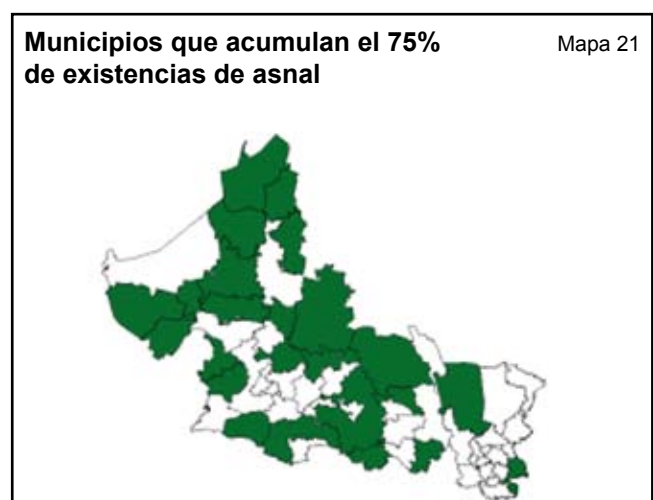 Municipios que acumulan el 75%
de existencias de asnal
Mapa 21